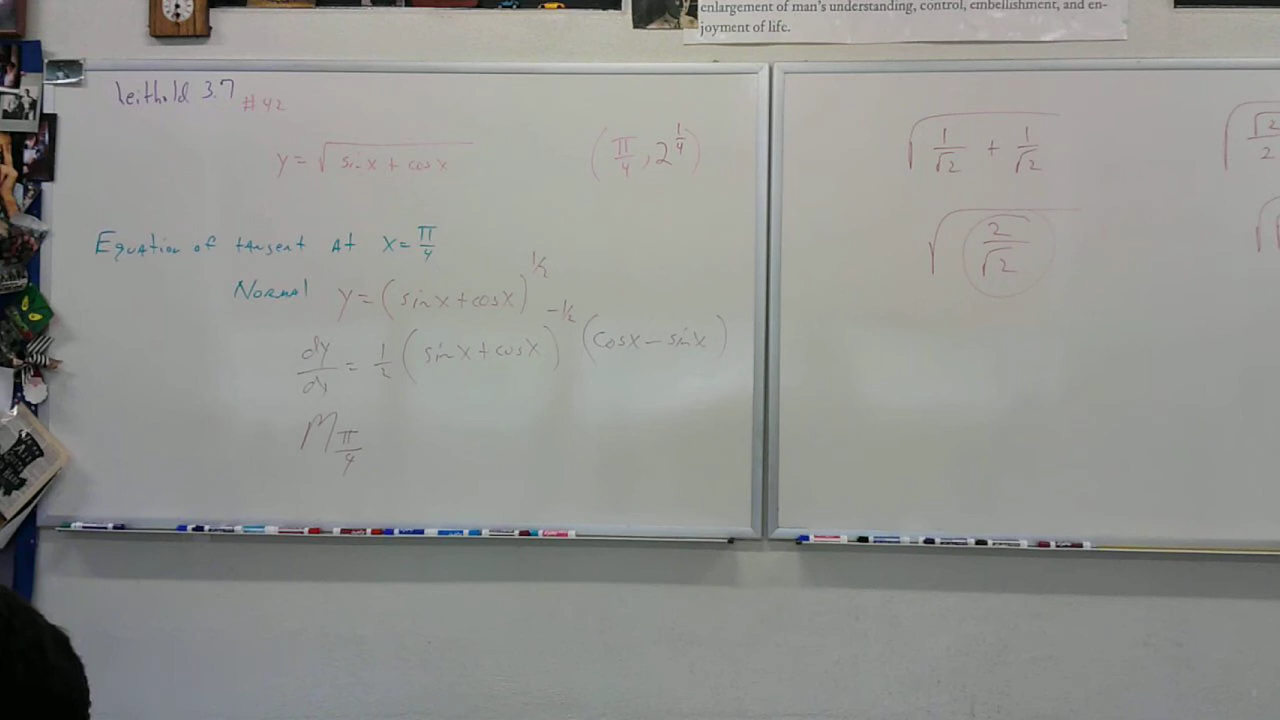 enlargement of man's understanding, control, embellishment, and en-
joyment of life.
Leithold 3.7 #42
y = √(sin x + cos x)
(π/4, 2^(1/4))
Equation of tangent At x = π/4
Normal y = (sin x + cos x)^(1/2)
dy/dx = 1/2 (sin x + cos x)^(-1/2) (cos x - sin x)
M π/4
√(1/√2 + 1/√2)
√(2/√2)
√2/2